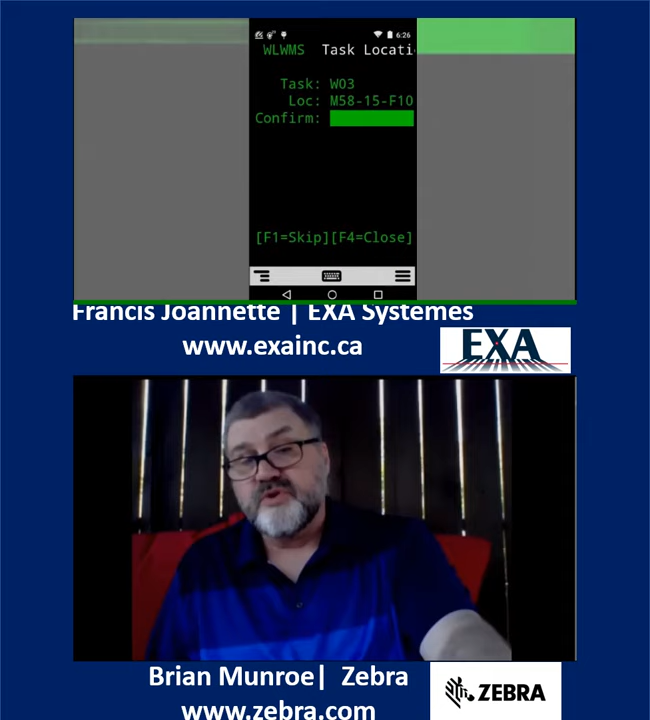 6:26
WLWMS Task Locati
Task: W03
Loc: M58-15-F10
Confirm:
[F1=Skip][F4=Close]
Francis Joannette | EXA Systemes
www.exainc.ca
EXA
Brian Munroe| Zebra
www.zebra.com
ZEBRA